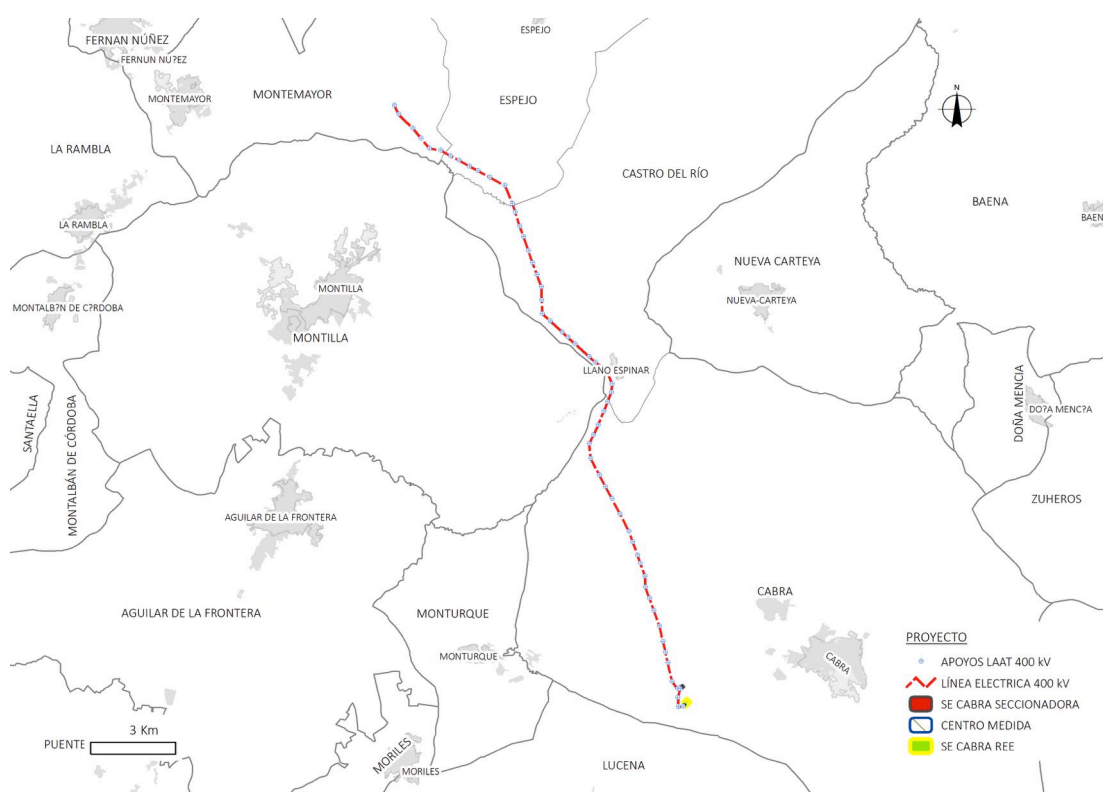 ESPEJO
FERNAN NÚÑEZ
FERNUN NU?EZ
MONTEMAYOR
MONTEMAYOR
ESPEJO
N
LA RAMBLA
CASTRO DEL RÍO
BAENA
BAEN
LA RAMBLA
NUEVA CARTEYA
MONTILLA
NUEVA-CARTEYA
MONTALB?N DE C?RDOBA
MONTILLA
LLANO ESPINAR
SANTAELLA
MONTALBÁN DE CÓRDOBA
DOÑA MENCIA
DO?A MENC?A
ZUHEROS
AGUILAR DE LA FRONTERA
CABRA
AGUILAR DE LA FRONTERA
MONTURQUE
MONTURQUE
CABRA
PROYECTO
APOYOS LAAT 400 kV
LÍNEA ELECTRICA 400 kV
SE CABRA SECCIONADORA
CENTRO MEDIDA
SE CABRA REE
3 Km
PUENTE
MORILES
MORILES
LUCENA